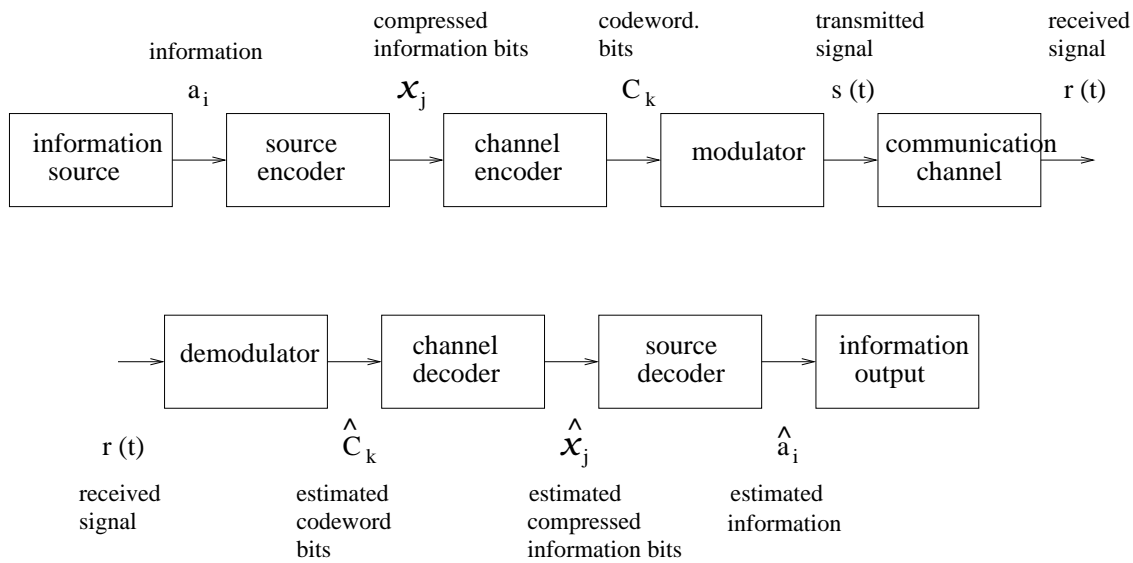 information
a_i
compressed
information bits
x_j
codeword.
bits
C_k
transmitted
signal
s (t)
received
signal
r (t)
information
source
source
encoder
channel
encoder
modulator
communication
channel
demodulator
channel
decoder
source
decoder
information
output
r (t)
received
signal
Ĉ_k
estimated
codeword
bits
x̂_j
estimated
compressed
information bits
â_i
estimated
information